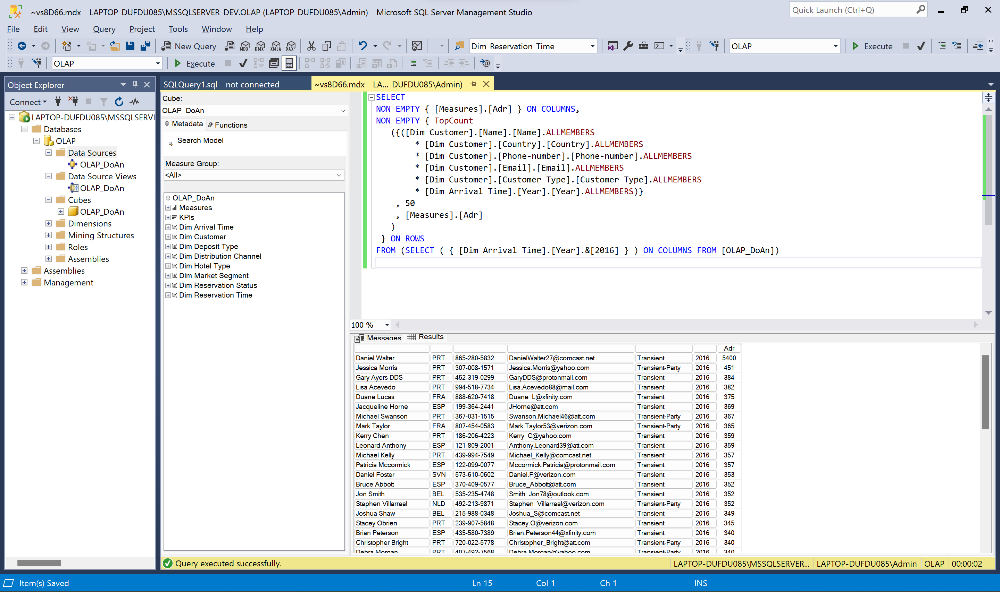 ~vs8D66.mdx - LAPTOP-DUFDU085\MSSQLSERVER_DEV.OLAP (LAPTOP-DUFDU085\Admin) - Microsoft SQL Server Management Studio
Quick Launch (Ctrl+Q)
File Edit View Query Project Tools Window Help
New Query MDX DMX XMLA DAX Dim-Reservation-Time OLAP Execute
OLAP Execute
Object Explorer
Connect
LAPTOP-DUFDU085\MSSQLSERV
Databases
OLAP
Data Sources
OLAP_DoAn
Data Source Views
OLAP_DoAn
Cubes
OLAP_DoAn
Dimensions
Mining Structures
Roles
Assemblies
Assemblies
Management
SQLQuery1.sql - not connected
~vs8D66.mdx - LA...-DUFDU085\Admin)
Cube:
OLAP_DoAn
Metadata Functions
Search Model
Measure Group:
<All>
OLAP_DoAn
Measures
KPIs
Dim Arrival Time
Dim Customer
Dim Deposit Type
Dim Distribution Channel
Dim Hotel Type
Dim Market Segment
Dim Reservation Status
Dim Reservation Time
SELECT
NON EMPTY { [Measures].[Adr] } ON COLUMNS,
NON EMPTY { TopCount
({([Dim Customer].[Name].[Name].ALLMEMBERS
* [Dim Customer].[Country].[Country].ALLMEMBERS
* [Dim Customer].[Phone-number].[Phone-number].ALLMEMBERS
* [Dim Customer].[Email].[Email].ALLMEMBERS
* [Dim Customer].[Customer Type].[Customer Type].ALLMEMBERS
* [Dim Arrival Time].[Year].[Year].ALLMEMBERS)}
, 50
, [Measures].[Adr]
)
} ON ROWS
FROM (SELECT ( { [Dim Arrival Time].[Year].&[2016] } ) ON COLUMNS FROM [OLAP_DoAn])
100 %
Messages Results
Adr
Daniel Walter PRT 865-280-5832 DanielWalter27@comcast.net Transient 2016 5400
Jessica Morris PRT 307-008-1571 Jessica.Morris@yahoo.com Transient-Party 2016 451
Gary Ayers DDS PRT 452-319-0299 GaryDDS@protonmail.com Transient 2016 384
Lisa Acevedo PRT 994-518-7734 Lisa.Acevedo88@mail.com Transient 2016 382
Duane Lucas FRA 888-620-7418 Duane_L@xfinity.com Transient 2016 375
Jacqueline Horne ESP 199-364-2441 JHorne@att.com Transient 2016 369
Michael Swanson PRT 367-031-1515 Swanson.Michael46@att.com Transient-Party 2016 367
Mark Taylor FRA 807-454-0583 Mark.Taylor53@verizon.com Transient-Party 2016 365
Kerry Chen PRT 186-206-4223 Kerry_C@yahoo.com Transient 2016 359
Leonard Anthony ESP 121-809-2001 Anthony.Leonard39@att.com Transient 2016 359
Michael Kelly PRT 439-994-7549 Michael_Kelly@comcast.net Transient 2016 357
Patricia Mccormick ESP 122-099-0077 Mccormick.Patricia@protonmail.com Transient 2016 357
Daniel Foster SVN 573-610-0602 Daniel.F@verizon.com Transient 2016 353
Bruce Abbott ESP 370-409-0577 Bruce_Abbott@att.com Transient 2016 352
Jon Smith BEL 535-235-4748 Smith_Jon78@outlook.com Transient 2016 352
Stephen Villarreal NLD 492-213-9871 Stephen_Villarreal@verizon.com Transient-Party 2016 352
Joshua Shaw BEL 215-988-0348 Joshua_S@comcast.net Transient 2016 349
Stacey Obrien PRT 239-907-5848 Stacey.O@verizon.com Transient 2016 345
Brian Peterson ESP 435-580-7389 Brian.Peterson44@xfinity.com Transient 2016 340
Christopher Bright PRT 720-022-5778 Christopher_Bright@att.com Transient-Party 2016 340
Debra Morgan PRT 407-492-7568 Debra.Morgan@yahoo.com Transient-Party 2016 340
Query executed successfully.
LAPTOP-DUFDU085\MSSQLSERVER... LAPTOP-DUFDU085\Admin OLAP 00:00:02
Item(s) Saved Ln 15 Col 1 Ch 1 INS